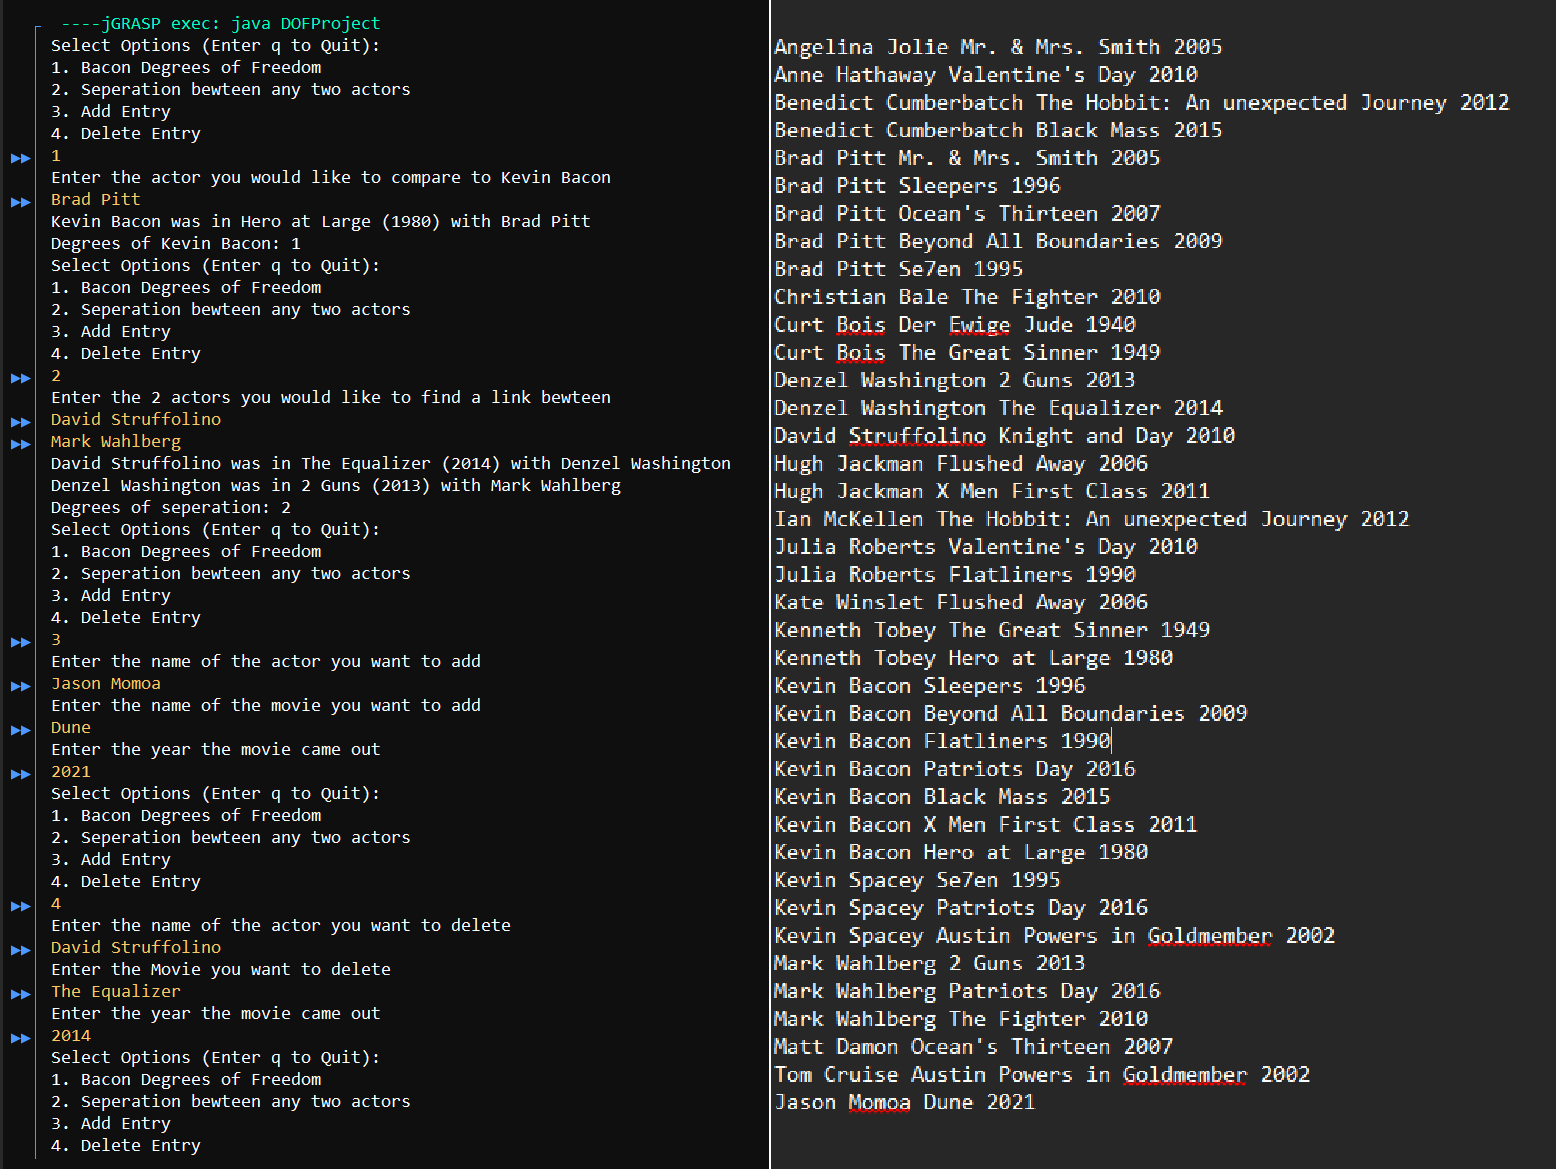 ----jGRASP exec: java DOFProject
Select Options (Enter q to Quit):
1. Bacon Degrees of Freedom
2. Seperation bewteen any two actors
3. Add Entry
4. Delete Entry
1
Enter the actor you would like to compare to Kevin Bacon
Brad Pitt
Kevin Bacon was in Hero at Large (1980) with Brad Pitt
Degrees of Kevin Bacon: 1
Select Options (Enter q to Quit):
1. Bacon Degrees of Freedom
2. Seperation bewteen any two actors
3. Add Entry
4. Delete Entry
2
Enter the 2 actors you would like to find a link bewteen
David Struffolino
Mark Wahlberg
David Struffolino was in The Equalizer (2014) with Denzel Washington
Denzel Washington was in 2 Guns (2013) with Mark Wahlberg
Degrees of seperation: 2
Select Options (Enter q to Quit):
1. Bacon Degrees of Freedom
2. Seperation bewteen any two actors
3. Add Entry
4. Delete Entry
3
Enter the name of the actor you want to add
Jason Momoa
Enter the name of the movie you want to add
Dune
Enter the year the movie came out
2021
Select Options (Enter q to Quit):
1. Bacon Degrees of Freedom
2. Seperation bewteen any two actors
3. Add Entry
4. Delete Entry
4
Enter the name of the actor you want to delete
David Struffolino
Enter the Movie you want to delete
The Equalizer
Enter the year the movie came out
2014
Select Options (Enter q to Quit):
1. Bacon Degrees of Freedom
2. Seperation bewteen any two actors
3. Add Entry
4. Delete Entry
Angelina Jolie Mr. & Mrs. Smith 2005
Anne Hathaway Valentine's Day 2010
Benedict Cumberbatch The Hobbit: An unexpected Journey 2012
Benedict Cumberbatch Black Mass 2015
Brad Pitt Mr. & Mrs. Smith 2005
Brad Pitt Sleepers 1996
Brad Pitt Ocean's Thirteen 2007
Brad Pitt Beyond All Boundaries 2009
Brad Pitt Se7en 1995
Christian Bale The Fighter 2010
Curt Bois Der Ewige Jude 1940
Curt Bois The Great Sinner 1949
Denzel Washington 2 Guns 2013
Denzel Washington The Equalizer 2014
David Struffolino Knight and Day 2010
Hugh Jackman Flushed Away 2006
Hugh Jackman X Men First Class 2011
Ian McKellen The Hobbit: An unexpected Journey 2012
Julia Roberts Valentine's Day 2010
Julia Roberts Flatliners 1990
Kate Winslet Flushed Away 2006
Kenneth Tobey The Great Sinner 1949
Kenneth Tobey Hero at Large 1980
Kevin Bacon Sleepers 1996
Kevin Bacon Beyond All Boundaries 2009
Kevin Bacon Flatliners 1990
Kevin Bacon Patriots Day 2016
Kevin Bacon Black Mass 2015
Kevin Bacon X Men First Class 2011
Kevin Bacon Hero at Large 1980
Kevin Spacey Se7en 1995
Kevin Spacey Patriots Day 2016
Kevin Spacey Austin Powers in Goldmember 2002
Mark Wahlberg 2 Guns 2013
Mark Wahlberg Patriots Day 2016
Mark Wahlberg The Fighter 2010
Matt Damon Ocean's Thirteen 2007
Tom Cruise Austin Powers in Goldmember 2002
Jason Momoa Dune 2021